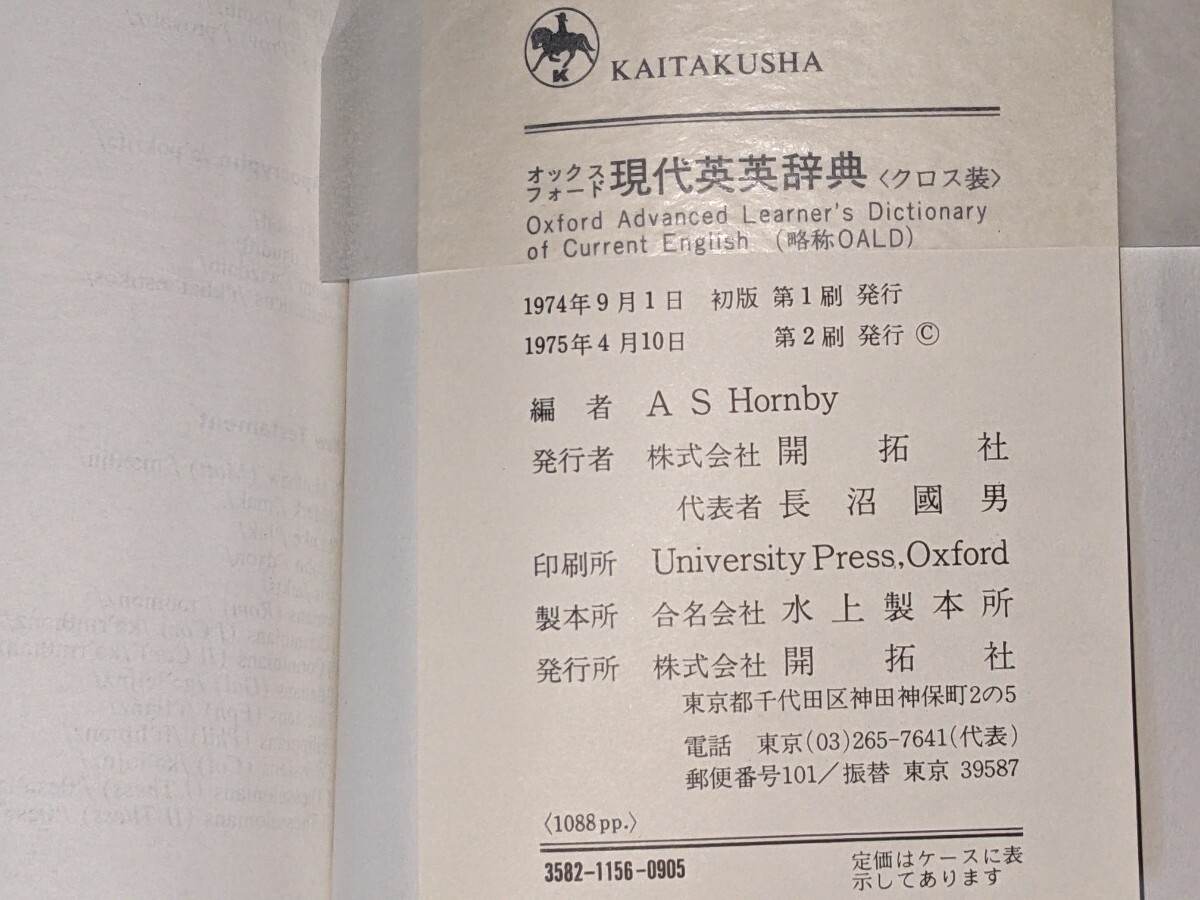 K
KAITAKUSHA
オックスフォード 現代英英辞典〈クロス装〉
Oxford Advanced Learner's Dictionary
of Current English (略称OALD)
1974年9月1日 初版 第1刷 発行
1975年4月10日 第2刷 発行 ©
編者 A S Hornby
発行者 株式会社 開拓社
代表者 長沼國男
印刷所 University Press, Oxford
製本所 合名会社 水上製本所
発行所 株式会社 開拓社
東京都千代田区神田神保町2の5
電話 東京(03)265-7641(代表)
郵便番号101/振替 東京 39587
〈1088pp.〉
3582-1156-0905
定価はケースに表
示してあります